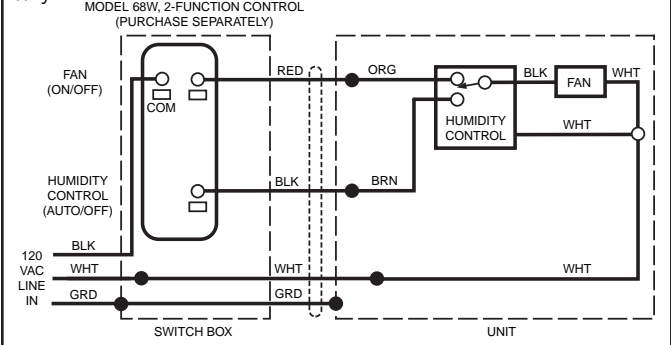 MODEL 68W, 2-FUNCTION CONTROL
(PURCHASE SEPARATELY)
FAN
(ON/OFF)
COM
RED
ORG
BLK
FAN
WHT
HUMIDITY
CONTROL
WHT
HUMIDITY
CONTROL
(AUTO/OFF)
BLK
BRN
120
VAC
LINE
IN
BLK
WHT
WHT
WHT
GRD
GRD
SWITCH BOX
UNIT